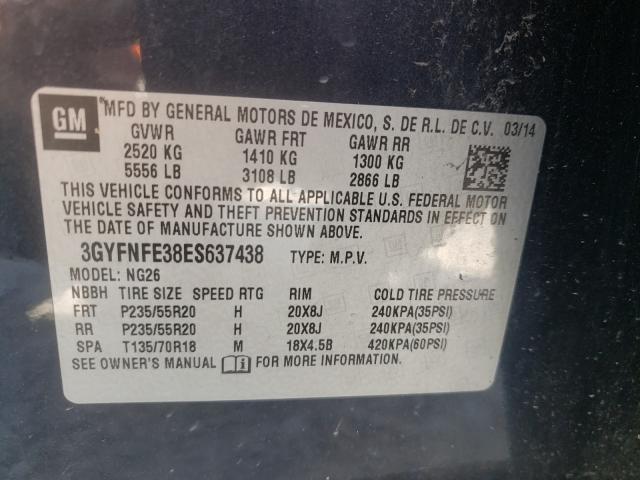 GM
®MFD BY GENERAL MOTORS DE MEXICO, S. DE R.L. DE C.V. 03/14
GVWR GAWR FRT GAWR RR
2520 KG 1410 KG 1300 KG
5556 LB 3108 LB 2866 LB
THIS VEHICLE CONFORMS TO ALL APPLICABLE U.S. FEDERAL MOTOR
VEHICLE SAFETY AND THEFT PREVENTION STANDARDS IN EFFECT ON
THE DATE OF MANUFACTURE SHOWN ABOVE.
3GYFNFE38ES637438 TYPE: M.P.V.
MODEL: NG26
NBBH TIRE SIZE SPEED RTG RIM COLD TIRE PRESSURE
FRT P235/55R20 H 20X8J 240KPA(35PSI)
RR P235/55R20 H 20X8J 240KPA(35PSI)
SPA T135/70R18 M 18X4.5B 420KPA(60PSI)
SEE OWNER'S MANUAL FOR MORE INFORMATION.